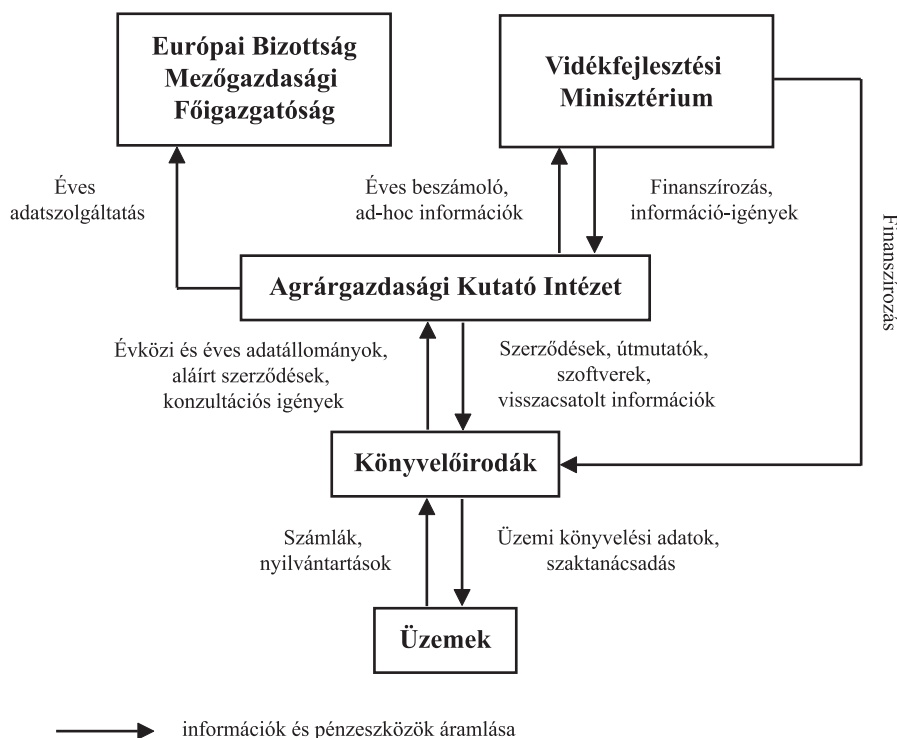 Európai Bizottság
Mezőgazdasági
Főigazgatóság
Vidékfejlesztési
Minisztérium
Éves
adatszolgáltatás
Éves beszámoló,
ad-hoc információk
Finanszírozás,
információ-igények
Finanszírozás
Agrárgazdasági Kutató Intézet
Évközi és éves adatállományok,
aláírt szerződések,
konzultációs igények
Szerződések, útmutatók,
szoftverek,
visszacsatolt információk
Könyvelőirodák
Számlák,
nyilvántartások
Üzemi könyvelési adatok,
szaktanácsadás
Üzemek
információk és pénzeszközök áramlása